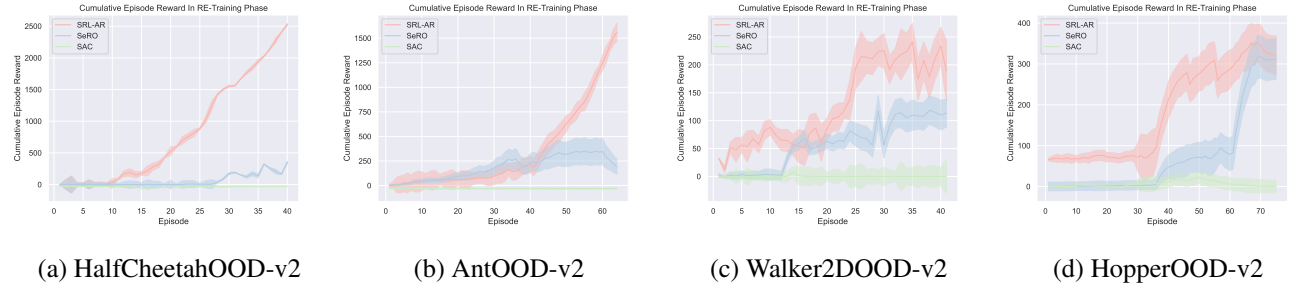 Cumulative Episode Reward In RE-Training Phase
SRL-AR
SeRO
SAC
Cumulative Episode Reward
2500
2000
1500
1000
500
0
0 5 10 15 20 25 30 35 40
Episode
(a) HalfCheetahOOD-v2
Cumulative Episode Reward In RE-Training Phase
SRL-AR
SeRO
SAC
Cumulative Episode Reward
1500
1250
1000
750
500
250
0
0 10 20 30 40 50 60
Episode
(b) AntOOD-v2
Cumulative Episode Reward In RE-Training Phase
SRL-AR
SeRO
SAC
Cumulative Episode Reward
250
200
150
100
50
0
0 5 10 15 20 25 30 35 40
Episode
(c) Walker2DOOD-v2
Cumulative Episode Reward In RE-Training Phase
SRL-AR
SeRO
SAC
Cumulative Episode Reward
400
300
200
100
0
0 10 20 30 40 50 60 70
Episode
(d) HopperOOD-v2